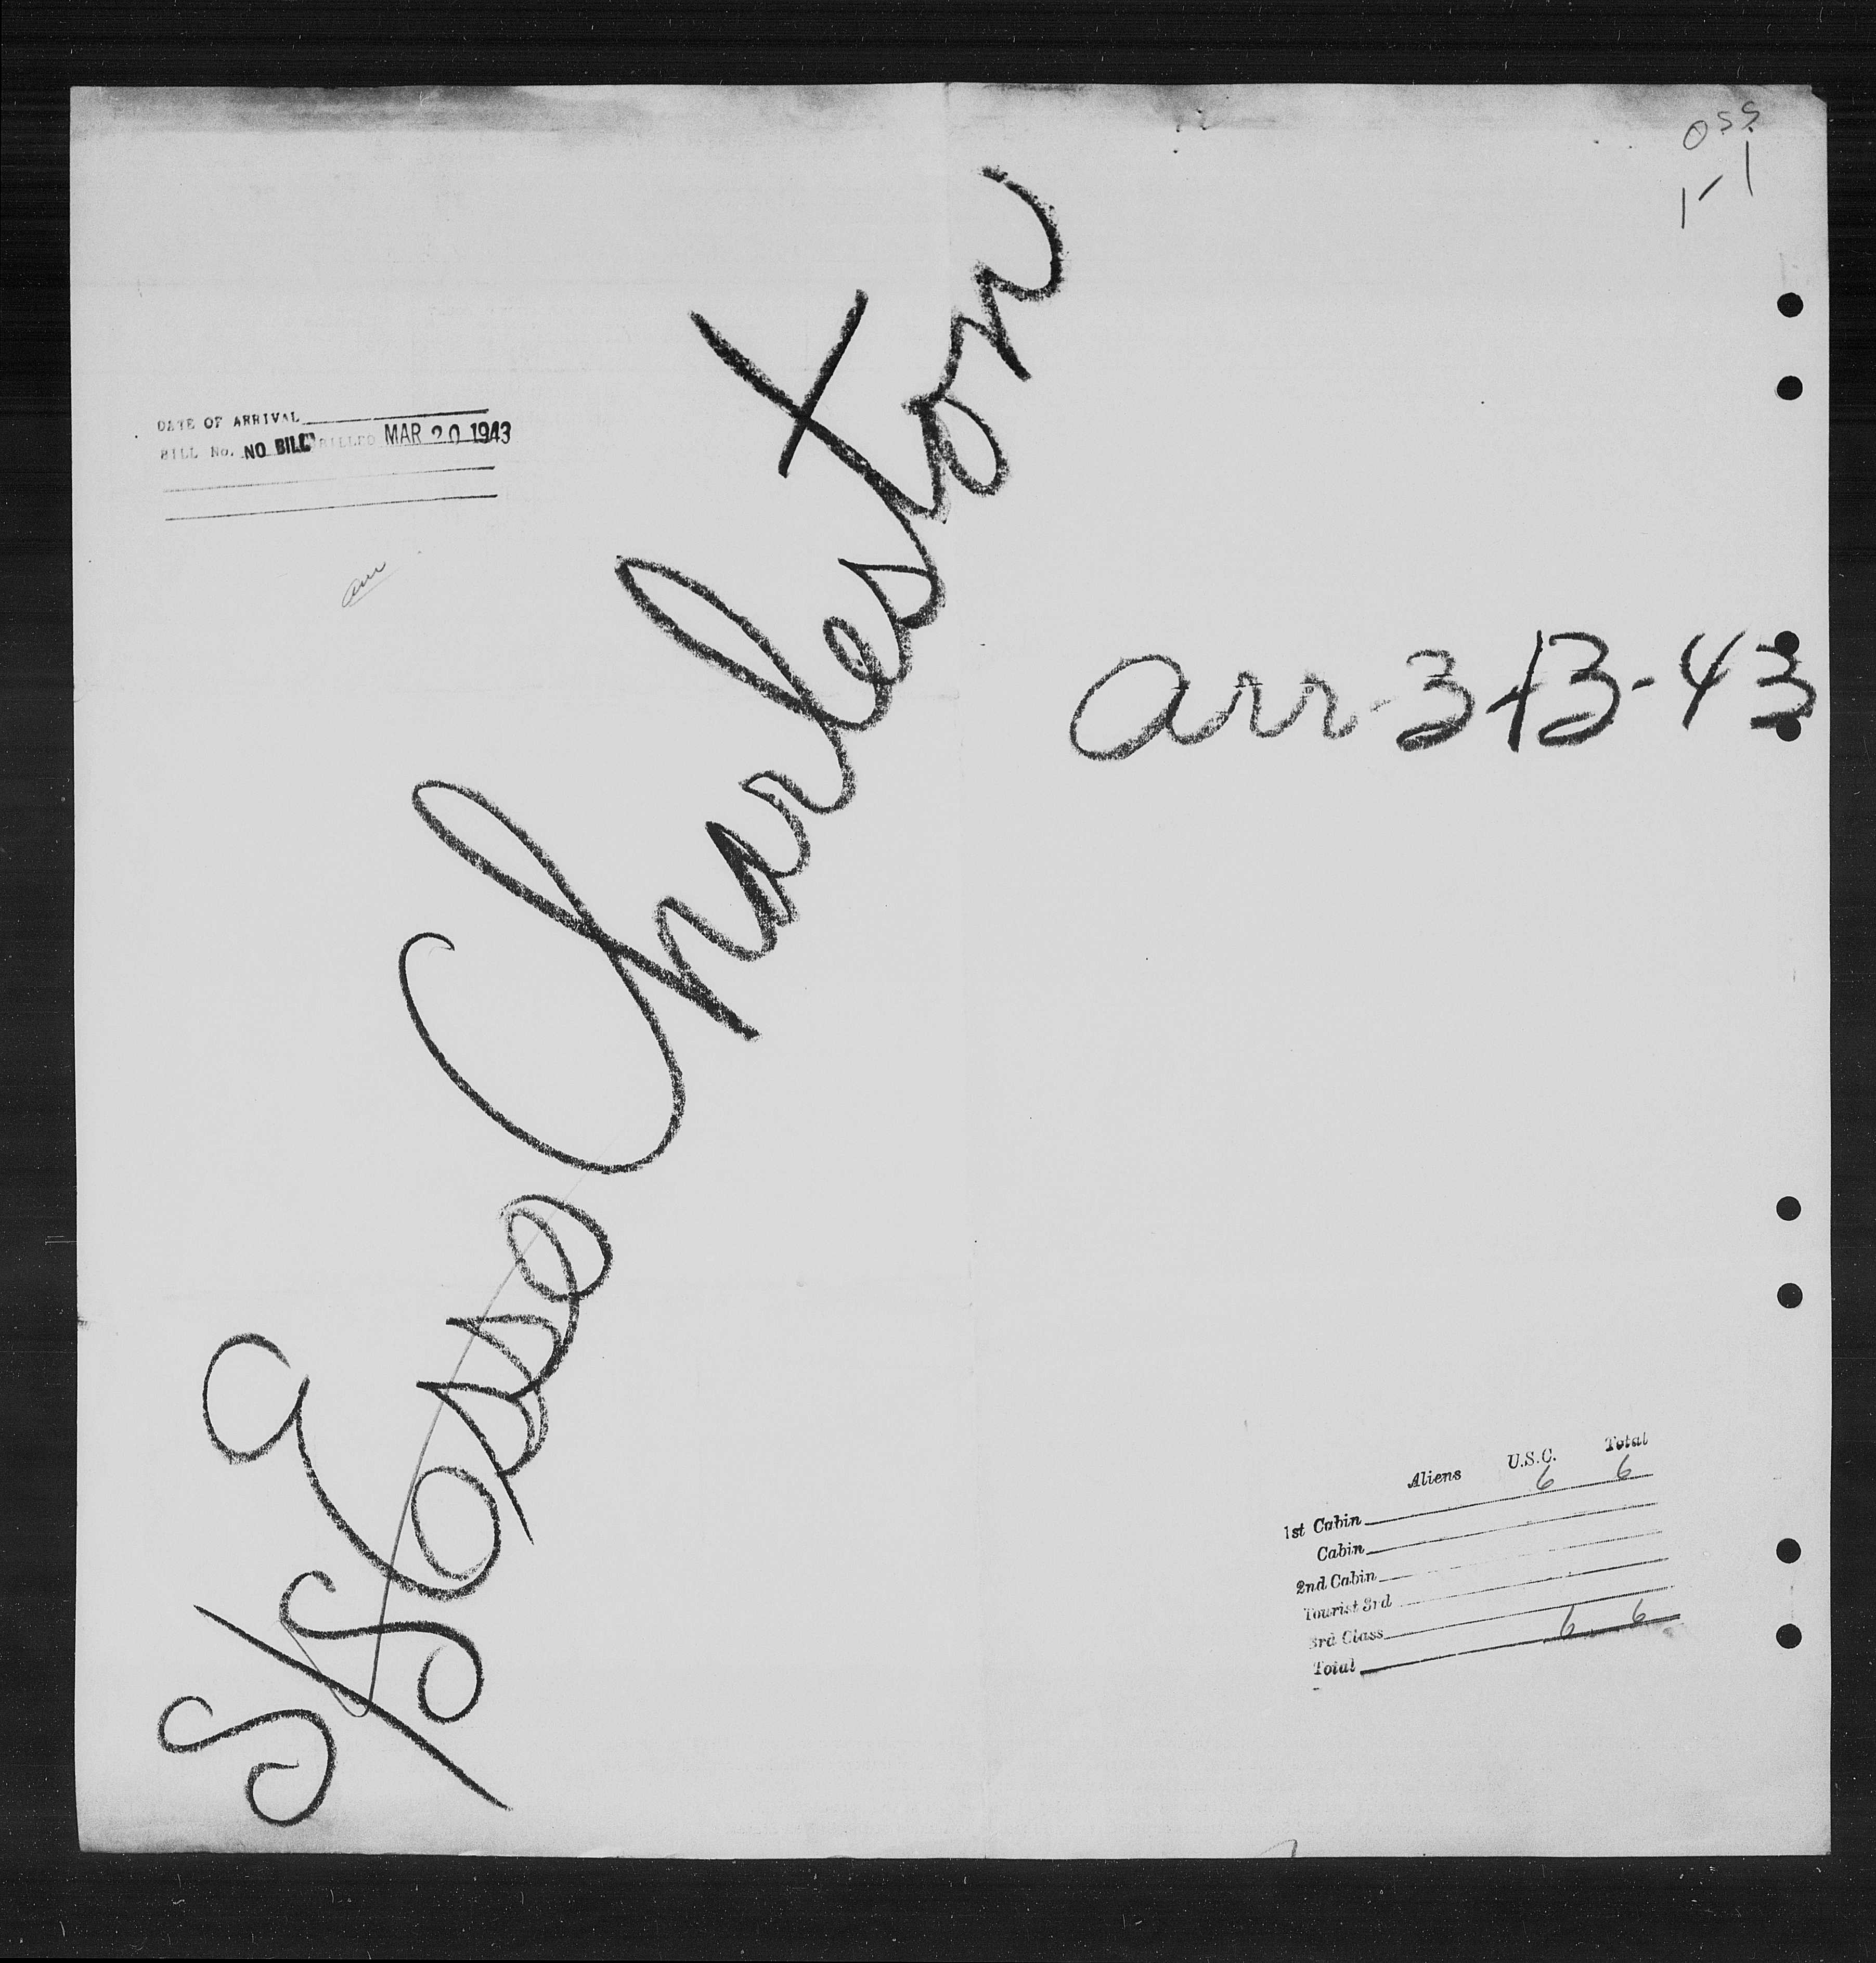 OSS
1-1
DATE OF ARRIVAL
BILL No. NO BILL BILLED MAR 20 1943
S/S Esso Charleston
arr-3-13-43
Aliens U.S.C. Total
1st Cabin 6 6
Cabin
2nd Cabin
Tourist 3rd
3rd Class
Total 6 6